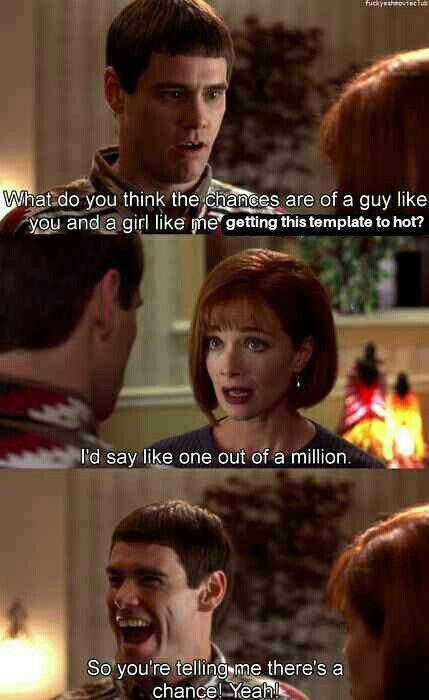 fuckyeahmovieclub
What do you think the chances are of a guy like
you and a girl like me getting this template to hot?
I'd say like one out of a million.
So you're telling me there's a
chance! Yeah!